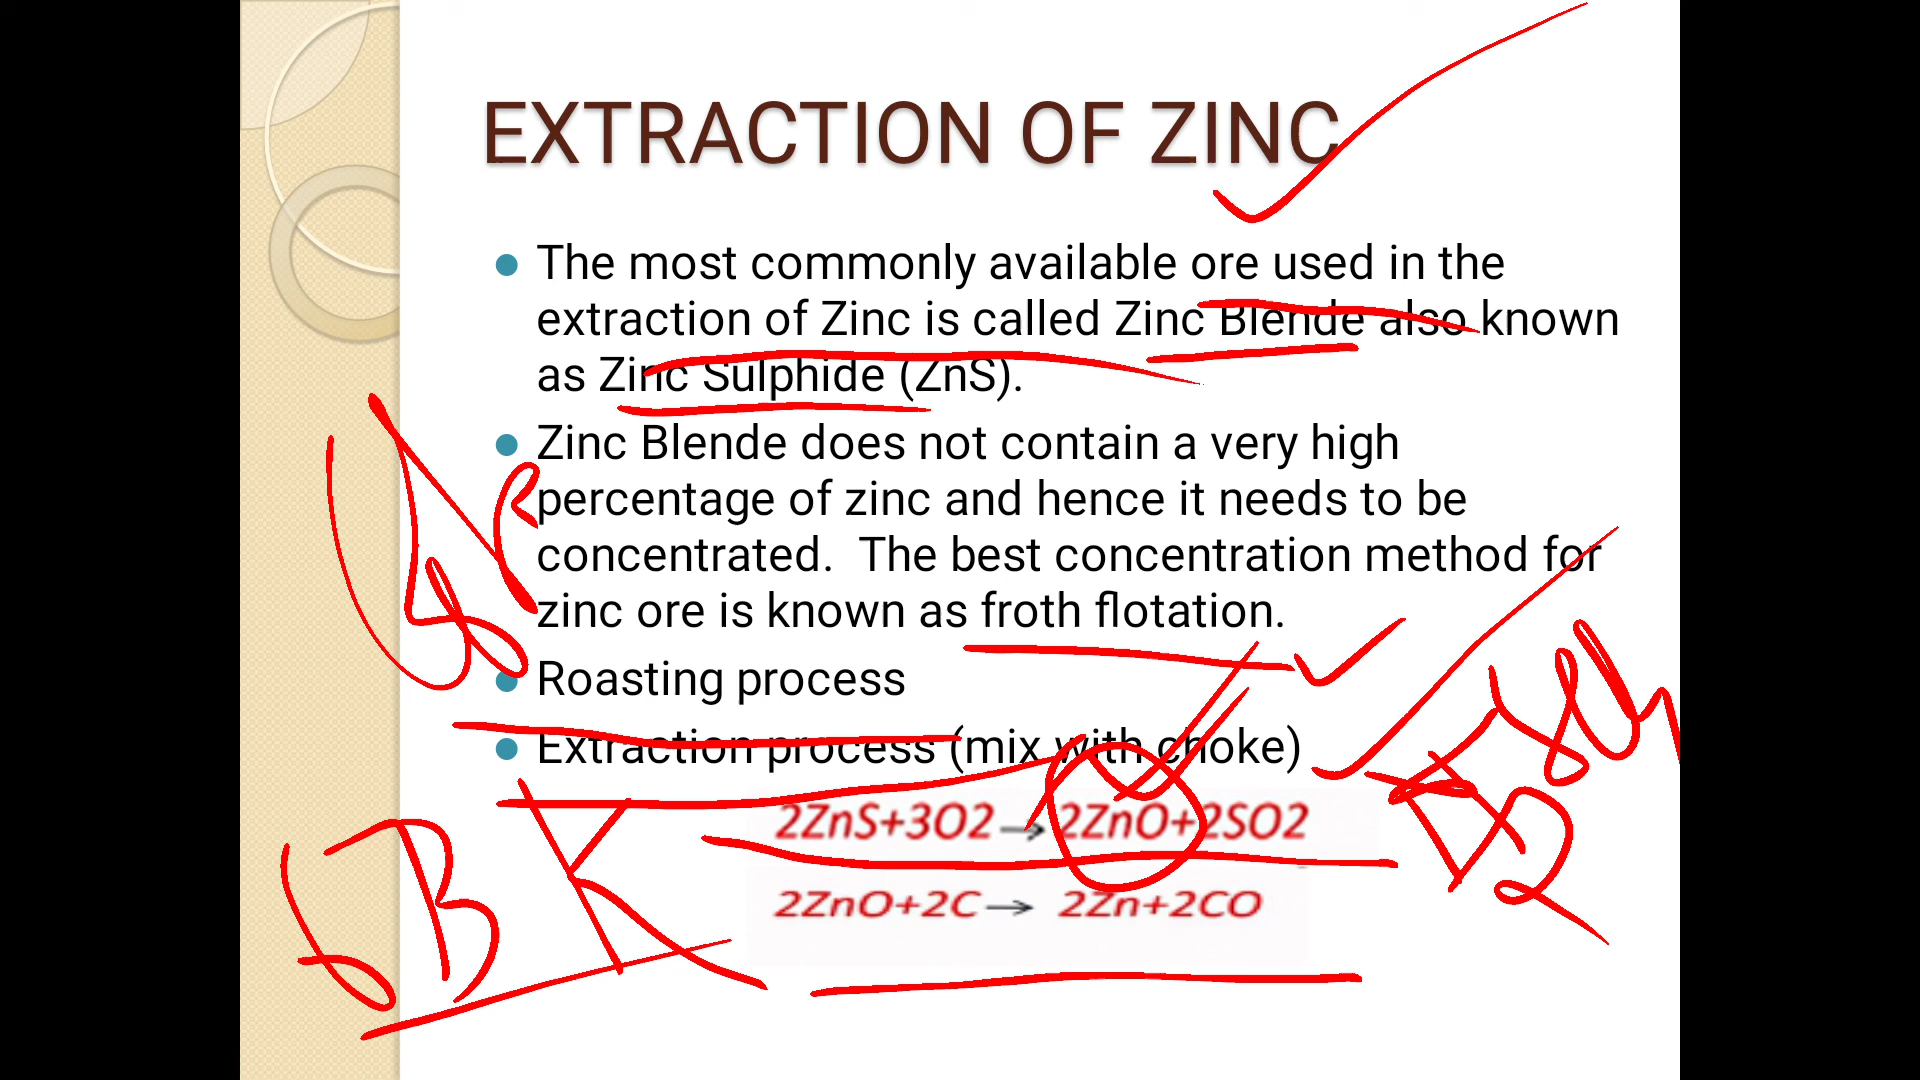 EXTRACTION OF ZINC
The most commonly available ore used in the
extraction of Zinc is called Zinc Blende also known
as Zinc Sulphide (ZnS).
Zinc Blende does not contain a very high
percentage of zinc and hence it needs to be
concentrated. The best concentration method for
zinc ore is known as froth flotation.
Roasting process
Extraction process (mix with choke)
2ZnS+3O2 → 2ZnO+2SO2
2ZnO+2C → 2Zn+2CO
BK